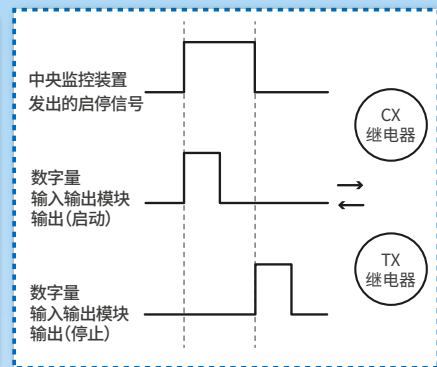 中央监控装置
发出的启停信号
CX
继电器
数字量
输入输出模块
输出(启动)
TX
继电器
数字量
输入输出模块
输出(停止)